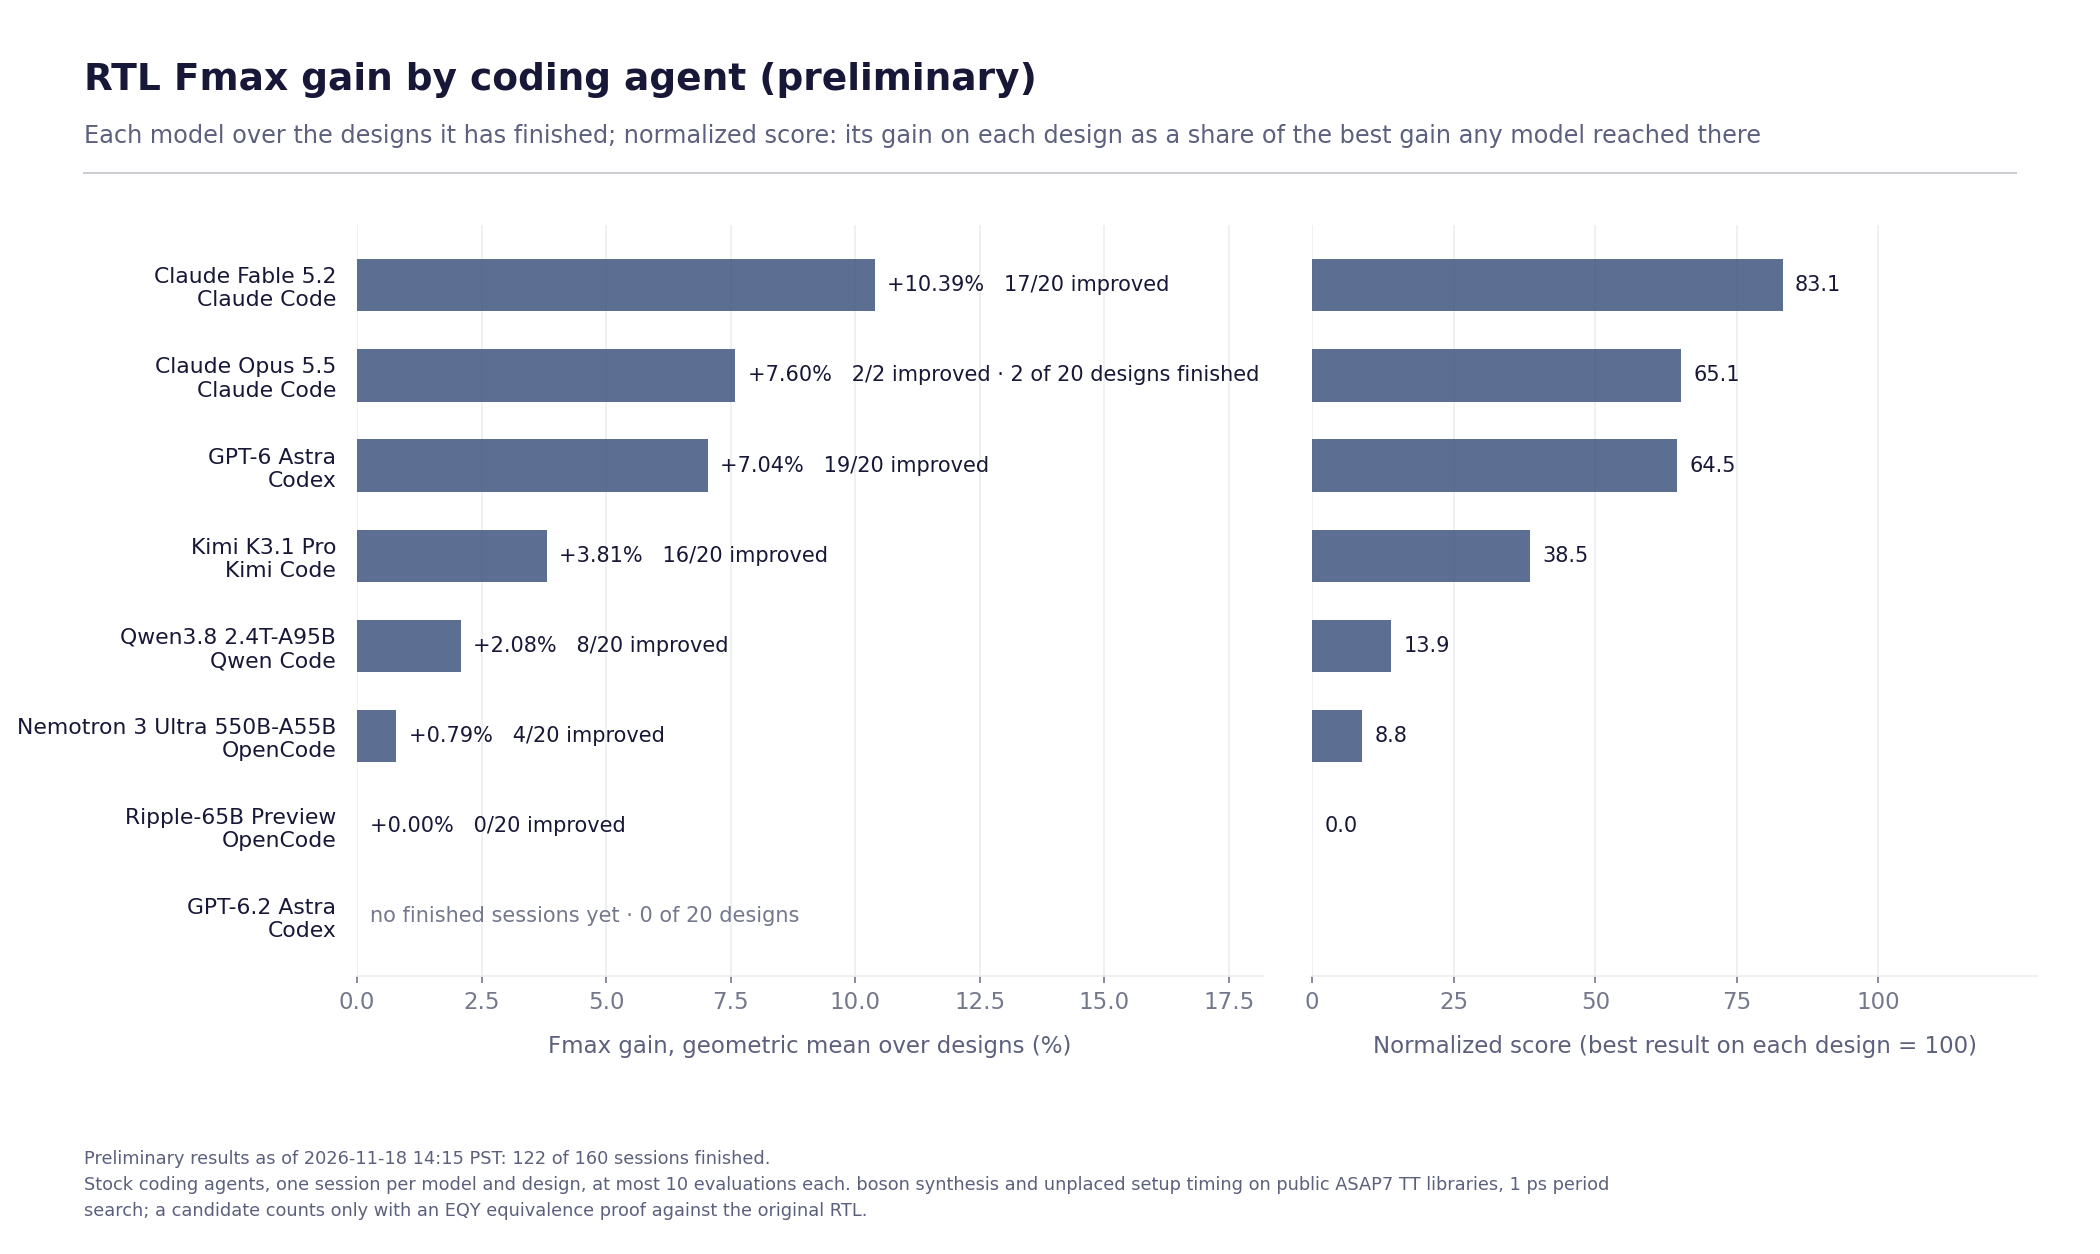 RTL Fmax gain by coding agent (preliminary)
Each model over the designs it has finished; normalized score: its gain on each design as a share of the best gain any model reached there
Claude Fable 5.2
Claude Code
+10.39%   17/20 improved
83.1
Claude Opus 5.5
Claude Code
+7.60%   2/2 improved · 2 of 20 designs finished
65.1
GPT-6 Astra
Codex
+7.04%   19/20 improved
64.5
Kimi K3.1 Pro
Kimi Code
+3.81%   16/20 improved
38.5
Qwen3.8 2.4T-A95B
Qwen Code
+2.08%   8/20 improved
13.9
Nemotron 3 Ultra 550B-A55B
OpenCode
+0.79%   4/20 improved
8.8
Ripple-65B Preview
OpenCode
+0.00%   0/20 improved
0.0
GPT-6.2 Astra
Codex
no finished sessions yet · 0 of 20 designs
0.0 2.5 5.0 7.5 10.0 12.5 15.0 17.5
0 25 50 75 100
Fmax gain, geometric mean over designs (%)
Normalized score (best result on each design = 100)
Preliminary results as of 2026-11-18 14:15 PST: 122 of 160 sessions finished.
Stock coding agents, one session per model and design, at most 10 evaluations each. boson synthesis and unplaced setup timing on public ASAP7 TT libraries, 1 ps period
search; a candidate counts only with an EQY equivalence proof against the original RTL.